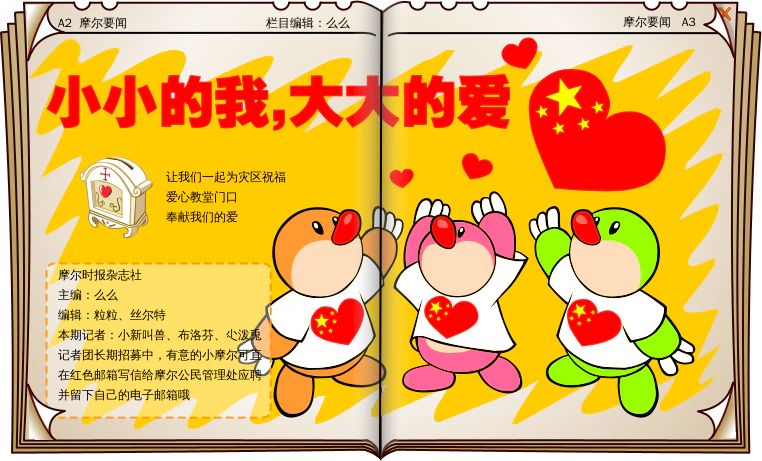 A2 摩尔要闻
栏目编辑：么么
摩尔要闻 A3
小小的我,大大的爱
让我们一起为灾区祝福
爱心教堂门口
奉献我们的爱
摩尔时报杂志社
主编：么么
编辑：粒粒、丝尔特
本期记者：小新叫兽、布洛芬、尐泼兎
记者团长期招募中，有意的小摩尔可直
在红色邮箱写信给摩尔公民管理处应聘
并留下自己的电子邮箱哦